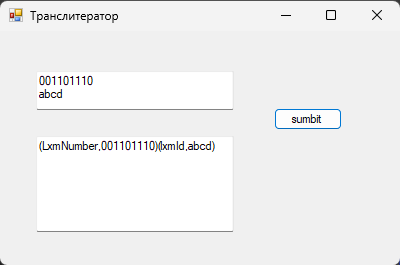 Транслитератор
001101110
abcd
sumbit
(LxmNumber,001101110)(lxmId,abcd)